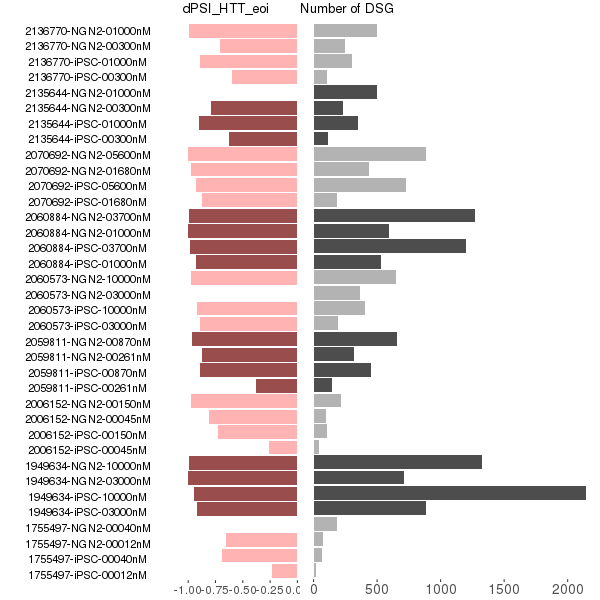 dPSI_HTT_eoi Number of DSG
2136770-NGN2-01000nM
2136770-NGN2-00300nM
2136770-iPSC-01000nM
2136770-iPSC-00300nM
2135644-NGN2-01000nM
2135644-NGN2-00300nM
2135644-iPSC-01000nM
2135644-iPSC-00300nM
2070692-NGN2-05600nM
2070692-NGN2-01680nM
2070692-iPSC-05600nM
2070692-iPSC-01680nM
2060884-NGN2-03700nM
2060884-NGN2-01000nM
2060884-iPSC-03700nM
2060884-iPSC-01000nM
2060573-NGN2-10000nM
2060573-NGN2-03000nM
2060573-iPSC-10000nM
2060573-iPSC-03000nM
2059811-NGN2-00870nM
2059811-NGN2-00261nM
2059811-iPSC-00870nM
2059811-iPSC-00261nM
2006152-NGN2-00150nM
2006152-NGN2-00045nM
2006152-iPSC-00150nM
2006152-iPSC-00045nM
1949634-NGN2-10000nM
1949634-NGN2-03000nM
1949634-iPSC-10000nM
1949634-iPSC-03000nM
1755497-NGN2-00040nM
1755497-NGN2-00012nM
1755497-iPSC-00040nM
1755497-iPSC-00012nM
-1.00-0.75-0.50-0.250.0 0 500 1000 1500 2000